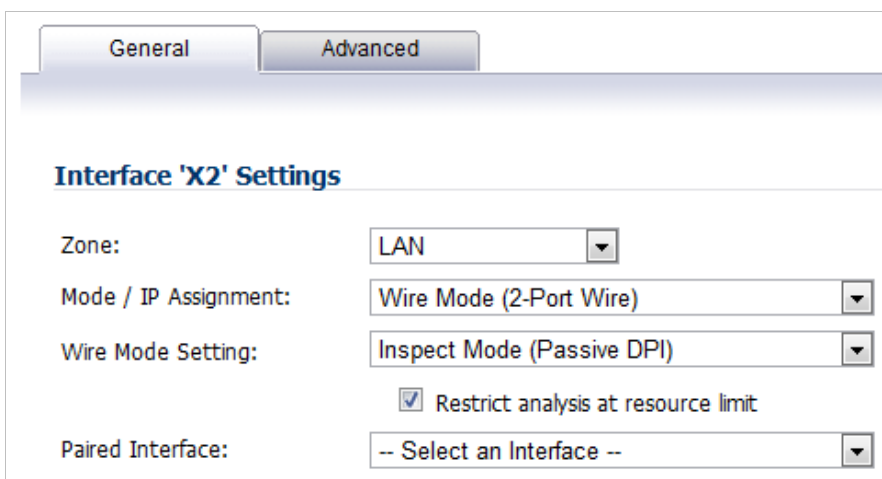 General Advanced
Interface 'X2' Settings
Zone: LAN
Mode / IP Assignment: Wire Mode (2-Port Wire)
Wire Mode Setting: Inspect Mode (Passive DPI)
Restrict analysis at resource limit
Paired Interface: -- Select an Interface --